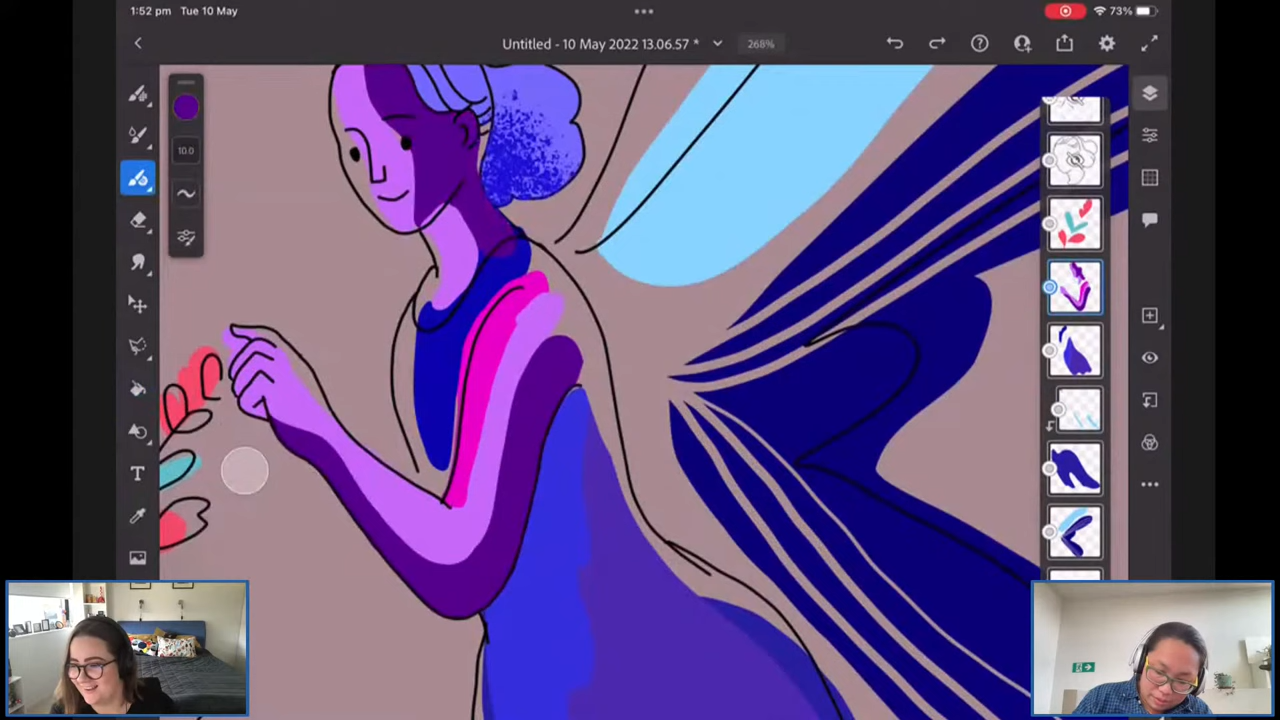 1:52 pm Tue 10 May
73%
Untitled - 10 May 2022 13.06.57 *
268%
10.0
T